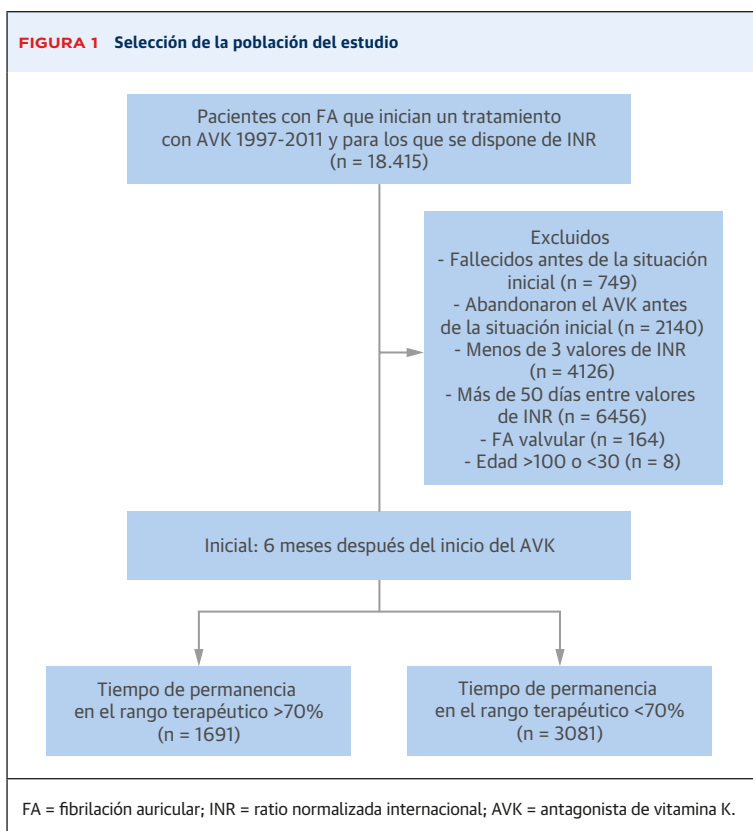 FIGURA 1 Selección de la población del estudio
Pacientes con FA que inician un tratamiento
con AVK 1997-2011 y para los que se dispone de INR
(n = 18.415)
Excluidos
- Fallecidos antes de la situación
inicial (n = 749)
- Abandonaron el AVK antes
de la situación inicial (n = 2140)
- Menos de 3 valores de INR
(n = 4126)
- Más de 50 días entre valores
de INR (n = 6456)
- FA valvular (n = 164)
- Edad >100 o <30 (n = 8)
Inicial: 6 meses después del inicio del AVK
Tiempo de permanencia
en el rango terapéutico >70%
(n = 1691)
Tiempo de permanencia
en el rango terapéutico <70%
(n = 3081)
FA = fibrilación auricular; INR = ratio normalizada internacional; AVK = antagonista de vitamina K.